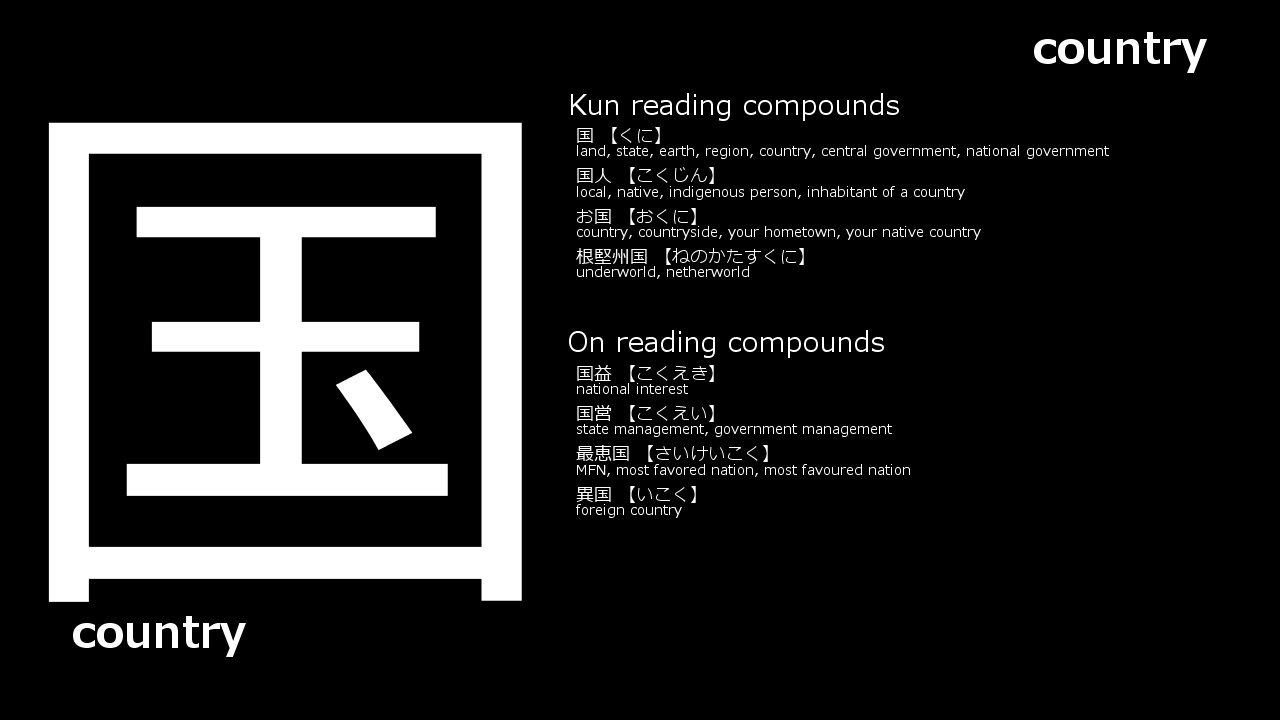 country
国
country
Kun reading compounds
国 【くに】
land, state, earth, region, country, central government, national government
国人 【こくじん】
local, native, indigenous person, inhabitant of a country
お国 【おくに】
country, countryside, your hometown, your native country
根堅州国 【ねのかたすくに】
underworld, netherworld
On reading compounds
国益 【こくえき】
national interest
国営 【こくえい】
state management, government management
最恵国 【さいけいこく】
MFN, most favored nation, most favoured nation
異国 【いこく】
foreign country